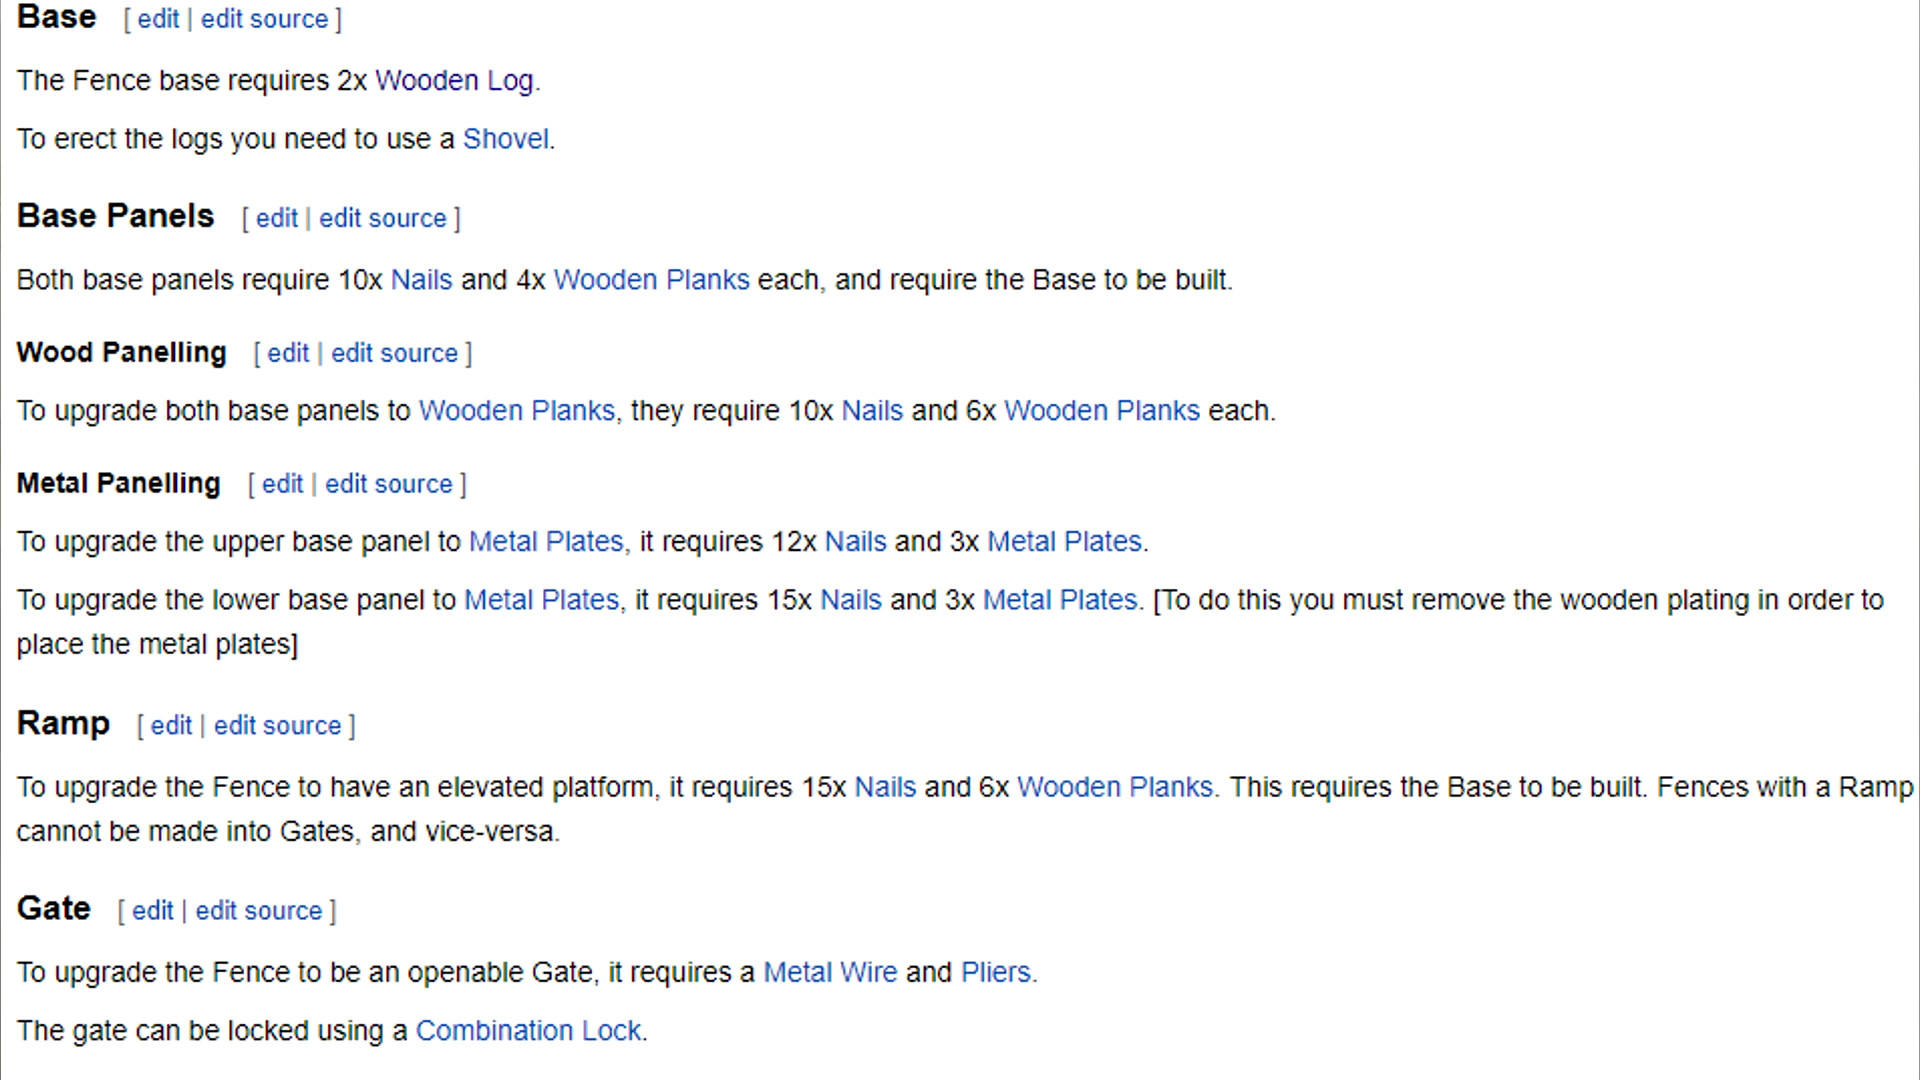 Base [ edit | edit source ]
The Fence base requires 2x Wooden Log.
To erect the logs you need to use a Shovel.
Base Panels [ edit | edit source ]
Both base panels require 10x Nails and 4x Wooden Planks each, and require the Base to be built.
Wood Panelling [ edit | edit source ]
To upgrade both base panels to Wooden Planks, they require 10x Nails and 6x Wooden Planks each.
Metal Panelling [ edit | edit source ]
To upgrade the upper base panel to Metal Plates, it requires 12x Nails and 3x Metal Plates.
To upgrade the lower base panel to Metal Plates, it requires 15x Nails and 3x Metal Plates. [To do this you must remove the wooden plating in order to
place the metal plates]
Ramp [ edit | edit source ]
To upgrade the Fence to have an elevated platform, it requires 15x Nails and 6x Wooden Planks. This requires the Base to be built. Fences with a Ramp
cannot be made into Gates, and vice-versa.
Gate [ edit | edit source ]
To upgrade the Fence to be an openable Gate, it requires a Metal Wire and Pliers.
The gate can be locked using a Combination Lock.